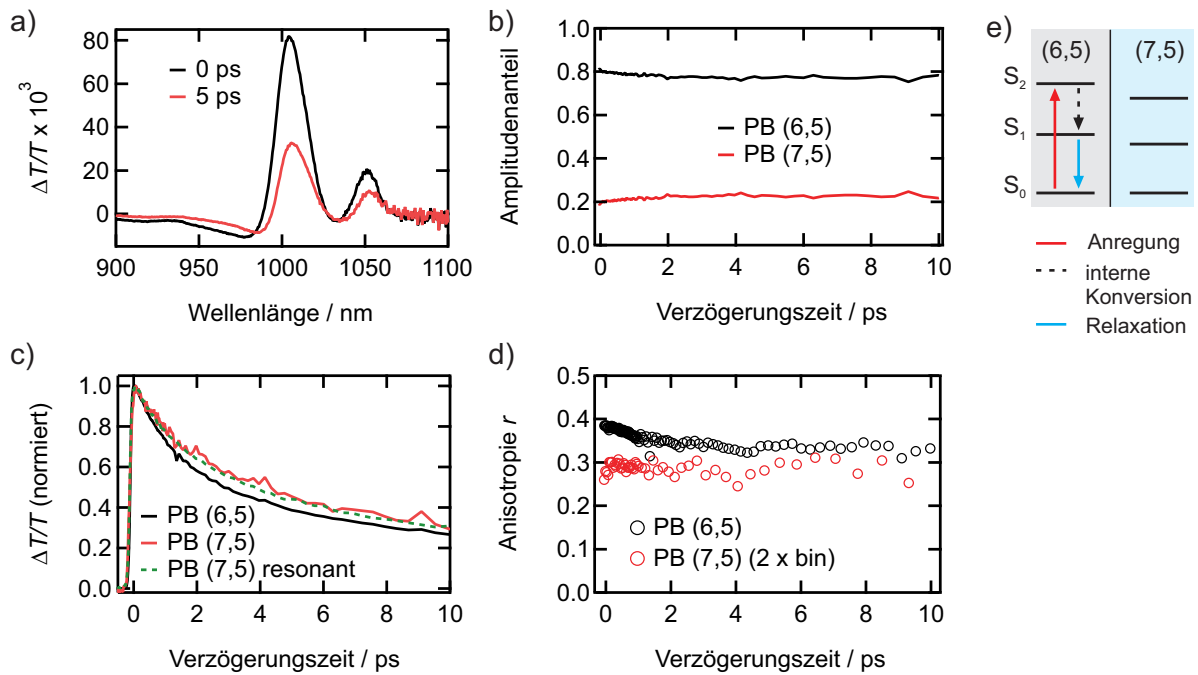 a)
ΔT/T x 10³
80
60
40
20
0
0 ps
5 ps
900
950
1000
1050
1100
Wellenlänge / nm
b)
Amplitudenanteil
1.0
0.8
0.6
0.4
0.2
0.0
PB (6,5)
PB (7,5)
0
2
4
6
8
10
Verzögerungszeit / ps
e)
(6,5)
(7,5)
S₂
S₁
S₀
Anregung
interne
Konversion
Relaxation
c)
ΔT/T (normiert)
1.0
0.8
0.6
0.4
0.2
0.0
PB (6,5)
PB (7,5)
PB (7,5) resonant
0
2
4
6
8
10
Verzögerungszeit / ps
d)
Anisotropie r
0.5
0.4
0.3
0.2
0.1
0.0
PB (6,5)
PB (7,5) (2 x bin)
0
2
4
6
8
10
Verzögerungszeit / ps